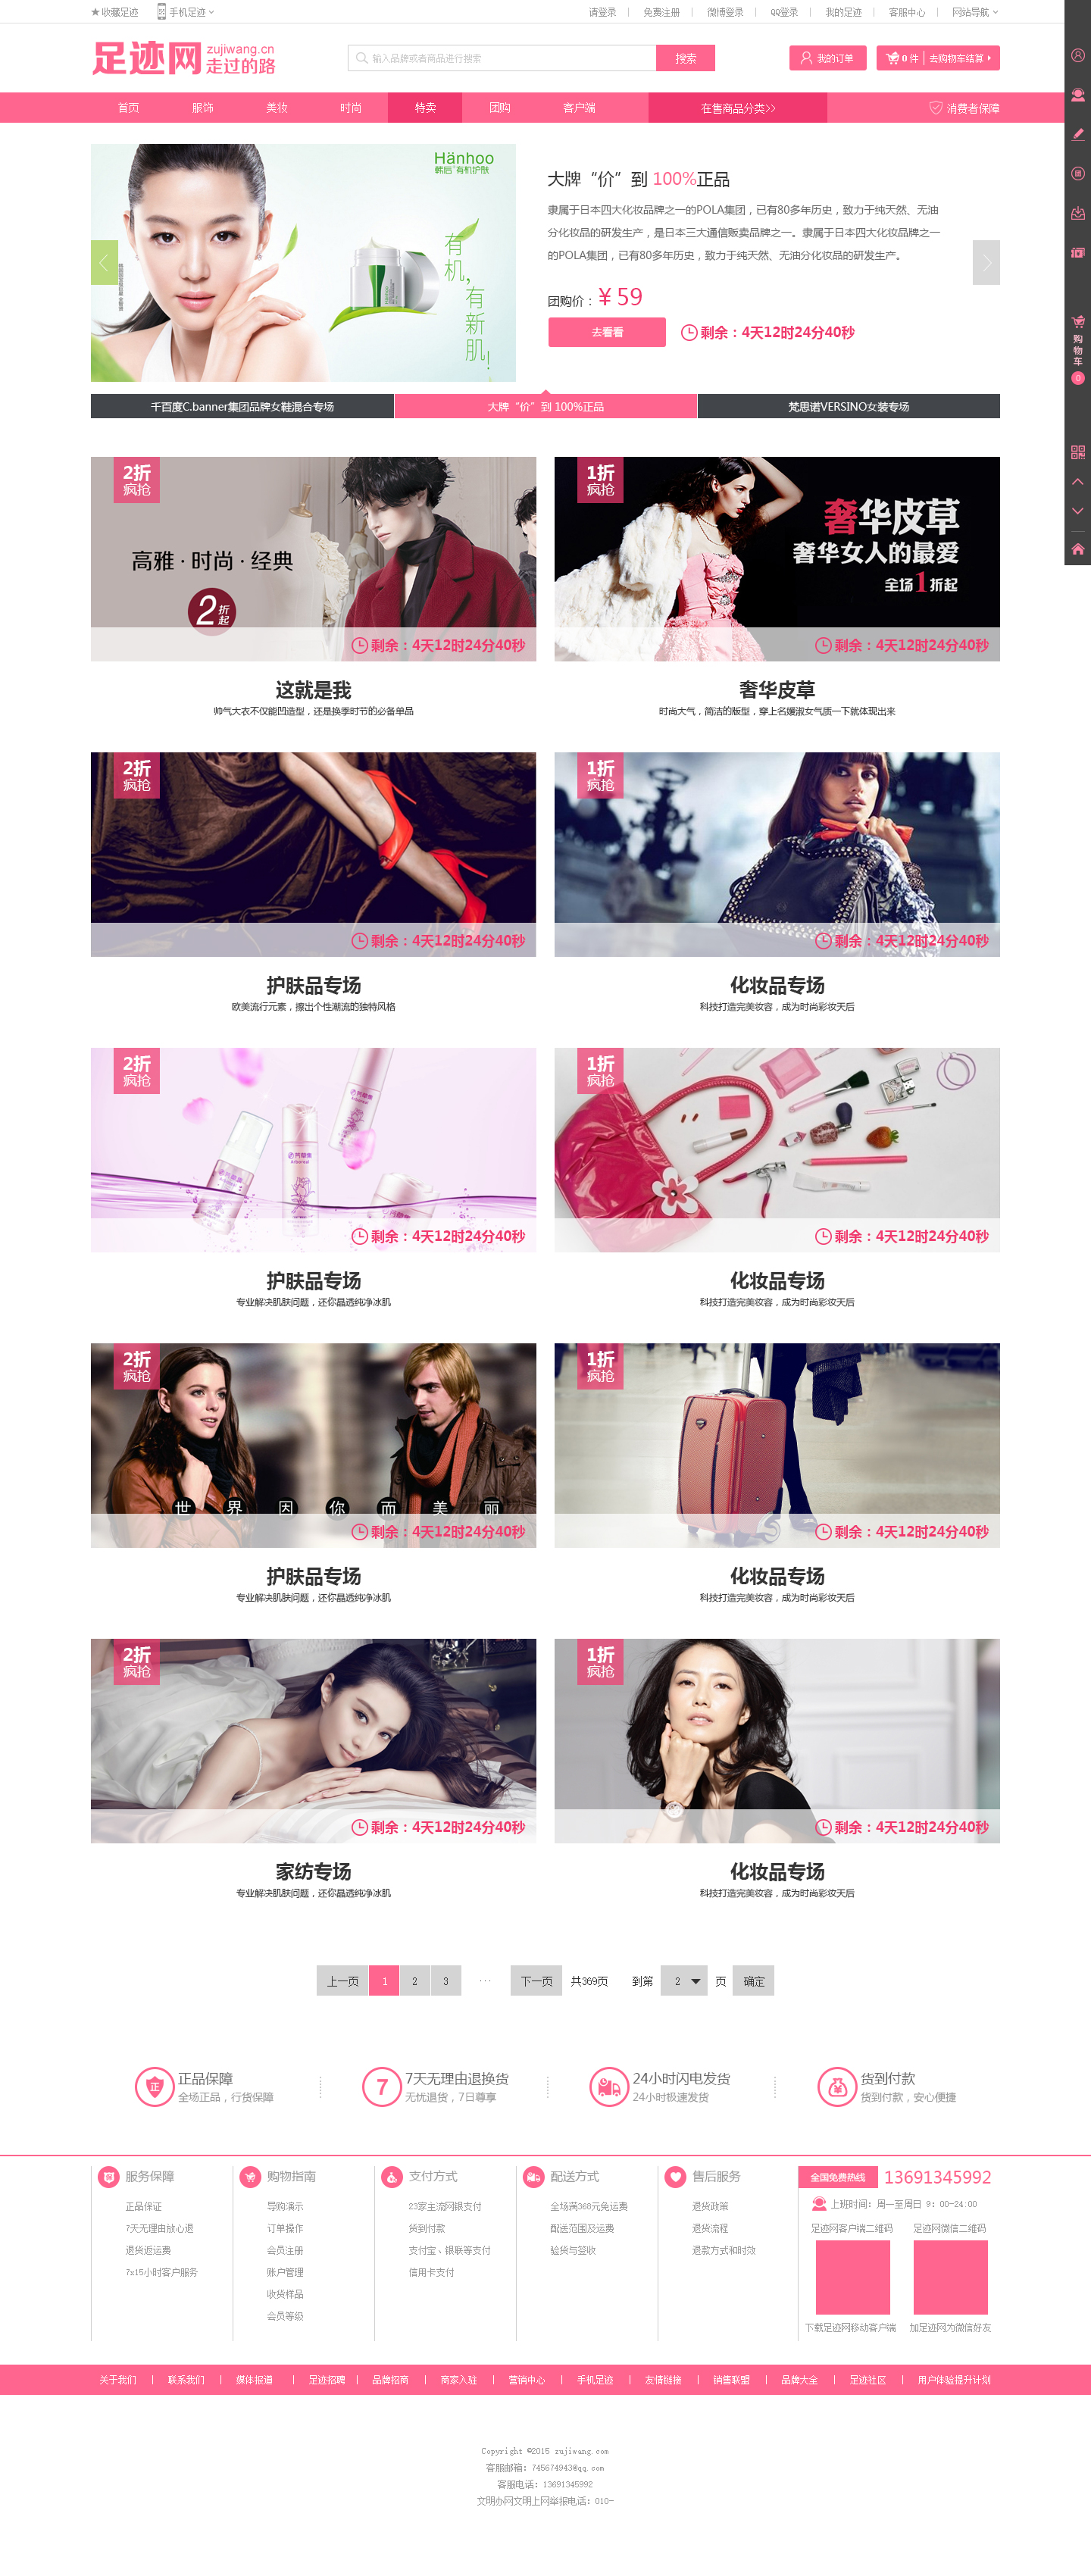 收藏足迹 手机足迹 请登录 免费注册 微博登录 QQ登录 我的足迹 客服中心 网站导航
足迹网 zujiwang.cn 走过的路
输入品牌或者商品进行搜索 搜索 我的订单 0 件 去购物车结算
首页 服饰 美妆 时尚 特卖 团购 客户端 在售商品分类>> 消费者保障
Hānhoo
韩后®有机护肤
有机,有新肌!
大牌“价”到 100%正品
隶属于日本四大化妆品牌之一的POLA集团，已有80多年历史，致力于纯天然、无油
分化妆品的研发生产，是日本三大通信贩卖品牌之一。隶属于日本四大化妆品牌之一
的POLA集团，已有80多年历史，致力于纯天然、无油分化妆品的研发生产。
团购价：¥ 59
去看看 剩余：4天12时24分40秒
千百度C.banner集团品牌女鞋混合专场 大牌“价”到 100%正品 梵思诺VERSINO女装专场
购物车
0
2折
疯抢
高雅 · 时尚 · 经典
2折起
剩余：4天12时24分40秒
这就是我
帅气大衣不仅能凹造型，还是换季时节的必备单品
1折
疯抢
奢华皮草
奢华女人的最爱
全场1折起
剩余：4天12时24分40秒
奢华皮草
时尚大气，简洁的版型，穿上名媛淑女气质一下就体现出来
2折
疯抢
剩余：4天12时24分40秒
护肤品专场
欧美流行元素，擦出个性潮流的独特风格
1折
疯抢
剩余：4天12时24分40秒
化妆品专场
科技打造完美妆容，成为时尚彩妆天后
2折
疯抢
剩余：4天12时24分40秒
护肤品专场
专业解决肌肤问题，还你晶透纯净冰肌
1折
疯抢
剩余：4天12时24分40秒
化妆品专场
科技打造完美妆容，成为时尚彩妆天后
2折
疯抢
世 界 因 你 而 美 丽
剩余：4天12时24分40秒
护肤品专场
专业解决肌肤问题，还你晶透纯净冰肌
1折
疯抢
剩余：4天12时24分40秒
化妆品专场
科技打造完美妆容，成为时尚彩妆天后
2折
疯抢
剩余：4天12时24分40秒
家纺专场
专业解决肌肤问题，还你晶透纯净冰肌
1折
疯抢
剩余：4天12时24分40秒
化妆品专场
科技打造完美妆容，成为时尚彩妆天后
上一页 1 2 3 ... 下一页 共369页 到第 2 页 确定
正 正品保障 7 7天无理由退换货 24小时闪电发货 货到付款
全场正品，行货保障 无忧退货，7日尊享 24小时极速发货 货到付款，安心便捷
服务保障
正品保证
7天无理由放心退
退货返运费
7x15小时客户服务
购物指南
导购演示
订单操作
会员注册
账户管理
收货样品
会员等级
支付方式
23家主流网银支付
货到付款
支付宝、银联等支付
信用卡支付
配送方式
全场满368元免运费
配送范围及运费
验货与签收
售后服务
退货政策
退货流程
退款方式和时效
全国免费热线 13691345992
上班时间：周一至周日 9：00-24:00
足迹网客户端二维码 足迹网微信二维码
下载足迹网移动客户端 加足迹网为微信好友
关于我们 联系我们 媒体报道 足迹招聘 品牌招商 商家入驻 营销中心 手机足迹 友情链接 销售联盟 品牌大全 足迹社区 用户体验提升计划
Copyright ©2015 zujiwang.com
客服邮箱：745674943@qq.com
客服电话：13691345992
文明办网文明上网举报电话：010-